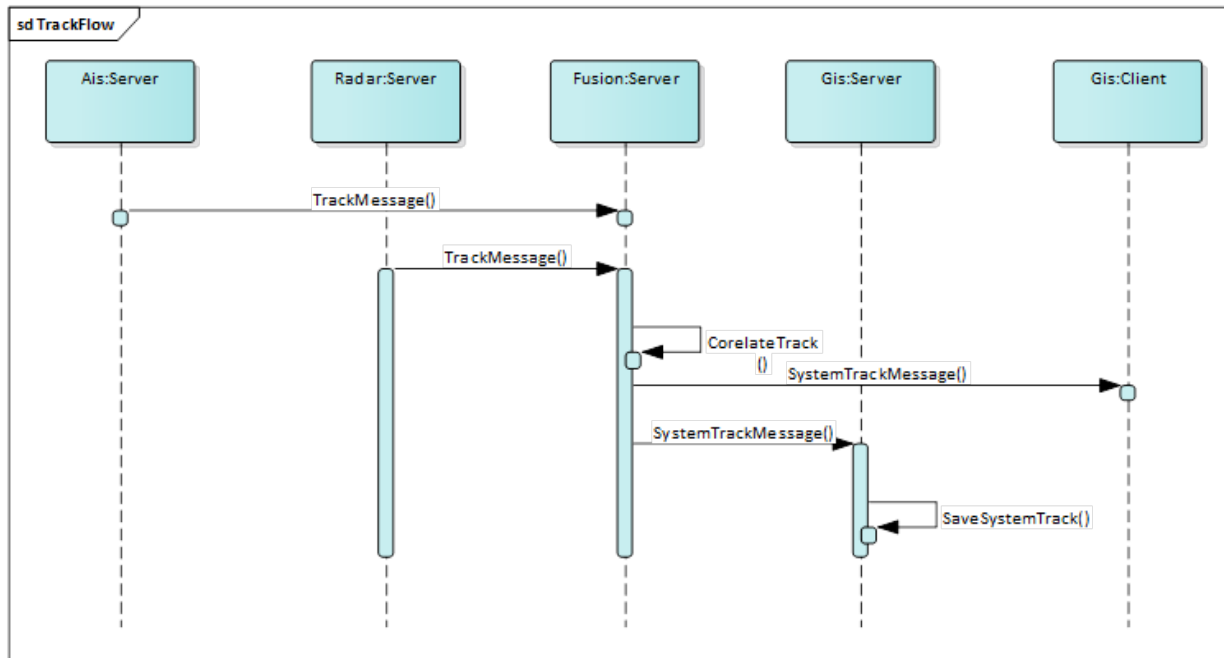 sd TrackFlow
Ais:Server
Radar:Server
Fusion:Server
Gis:Server
Gis:Client
TrackMessage()
TrackMessage()
CorelateTrack
()
SystemTrackMessage()
SystemTrackMessage()
SaveSystemTrack()